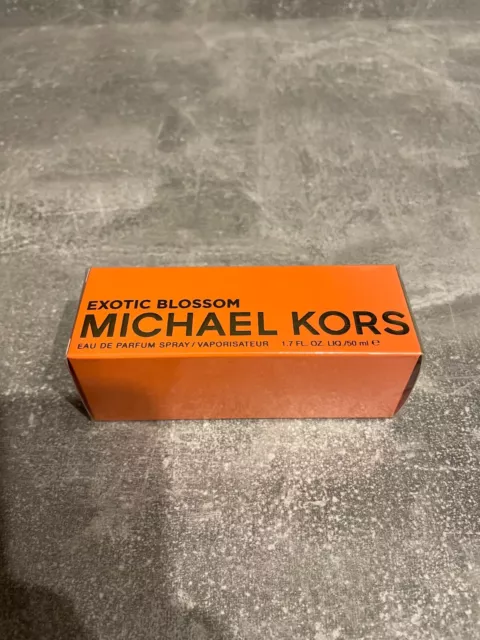 EXOTIC BLOSSOM
MICHAEL KORS
EAU DE PARFUM SPRAY / VAPORISATEUR 1.7 FL. OZ. LIQ./50 ml ℮